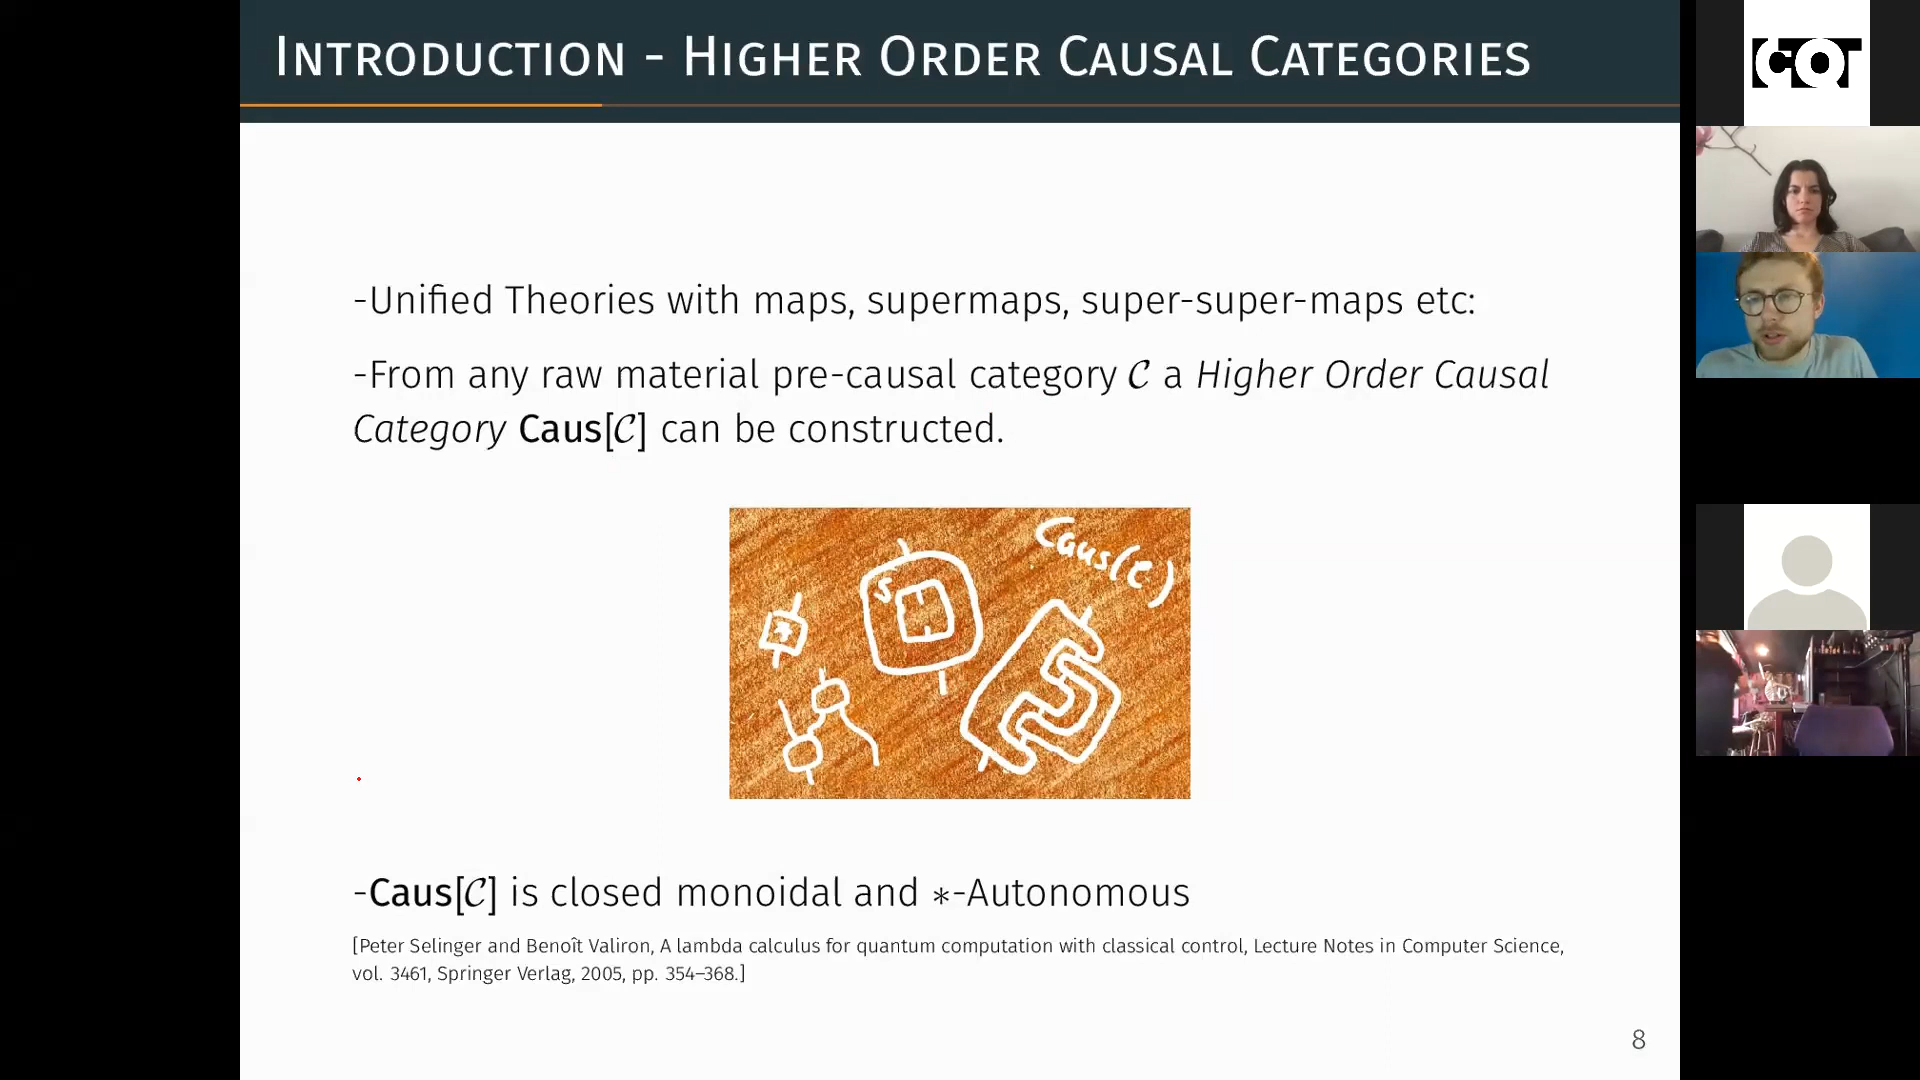 INTRODUCTION - HIGHER ORDER CAUSAL CATEGORIES
CQT
-Unified Theories with maps, supermaps, super-super-maps etc:
-From any raw material pre-causal category 𝒞 a Higher Order Causal
Category Caus[𝒞] can be constructed.
Caus(C)
S
-Caus[𝒞] is closed monoidal and ∗-Autonomous
[Peter Selinger and Benoît Valiron, A lambda calculus for quantum computation with classical control, Lecture Notes in Computer Science,
vol. 3461, Springer Verlag, 2005, pp. 354–368.]
8